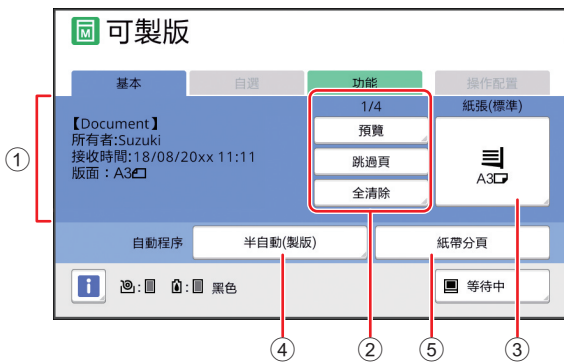 可製版
基本
自選
功能
操作配置
【Document】
所有者:Suzuki
接收時間:18/08/20xx 11:11
版面：A3
1/4
預覽
跳過頁
全清除
紙張(標準)
A3
自動程序
半自動(製版)
紙帶分頁
黑色
等待中
①
②
③
④
⑤